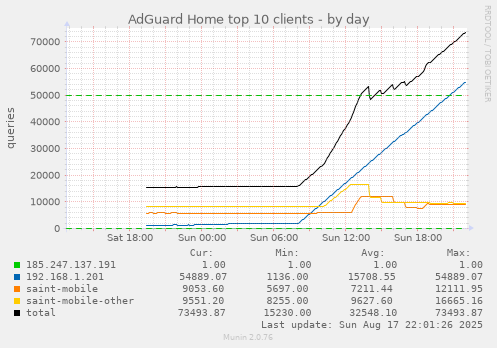 AdGuard Home top 10 clients - by day
RRDTOOL / TOBI OETIKER
queries
70000
60000
50000
40000
30000
20000
10000
0
Sat 18:00 Sun 00:00 Sun 06:00 Sun 12:00 Sun 18:00
Cur: Min: Avg: Max:
185.247.137.191 1.00 1.00 1.00 1.00
192.168.1.201 54889.07 1136.00 15708.55 54889.07
saint-mobile 9053.60 5697.00 7211.44 12111.95
saint-mobile-other 9551.20 8255.00 9627.60 16665.16
total 73493.87 15230.00 32548.10 73493.87
Last update: Sun Aug 17 22:01:26 2025
Munin 2.0.76